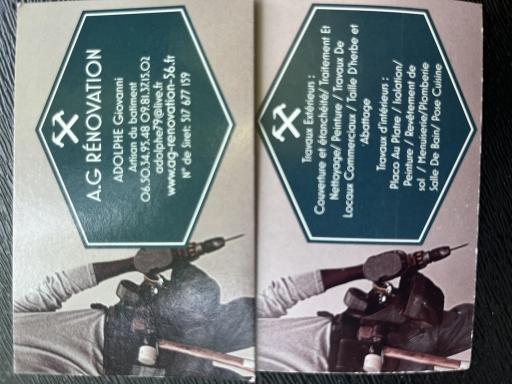 A.G RÉNOVATION
ADOLPHE Giovanni
Artisan du batiment
06.50.34.95.48 09.81.37.15.02
adolphe79@live.fr
www.ag-renovation-56.fr
N° de Siret: 517 677 159
Travaux Extérieurs :
Couverture et étanchéité/ Traitement Et
Nettoyage/ Peinture / Travaux De
Locaux Commerciaux / Taille D'herbe et
Abattage
Travaux d'intérieurs :
Placo Au Platre / Isolation/
Peinture / Revêtement de
sol / Menuiserie/Plomberie
Salle De Bain/ Pose Cuisine